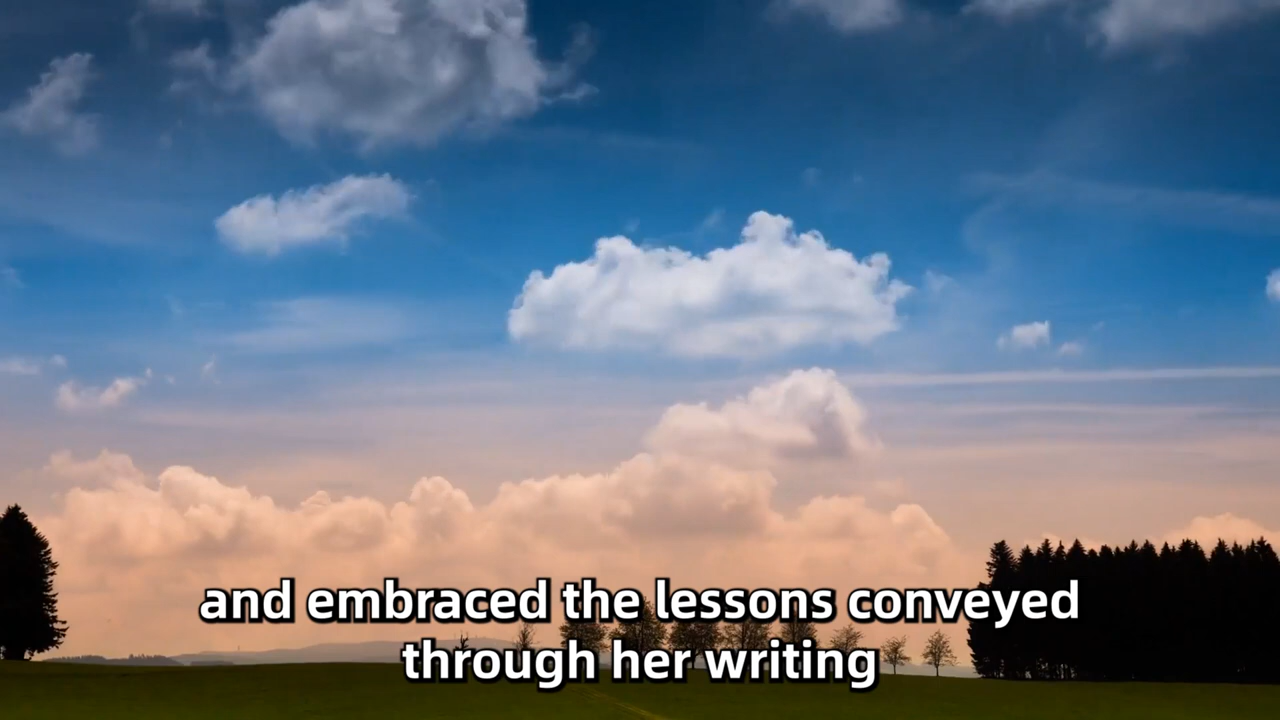 and embraced the lessons conveyed
through her writing